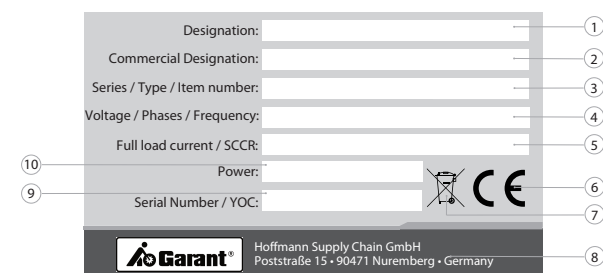 Designation: 1
Commercial Designation: 2
Series / Type / Item number: 3
Voltage / Phases / Frequency: 4
Full load current / SCCR: 5
10 Power:
9 Serial Number / YOC:
CE 6
7
Garant® Hoffmann Supply Chain GmbH
Poststraße 15 • 90471 Nuremberg • Germany 8